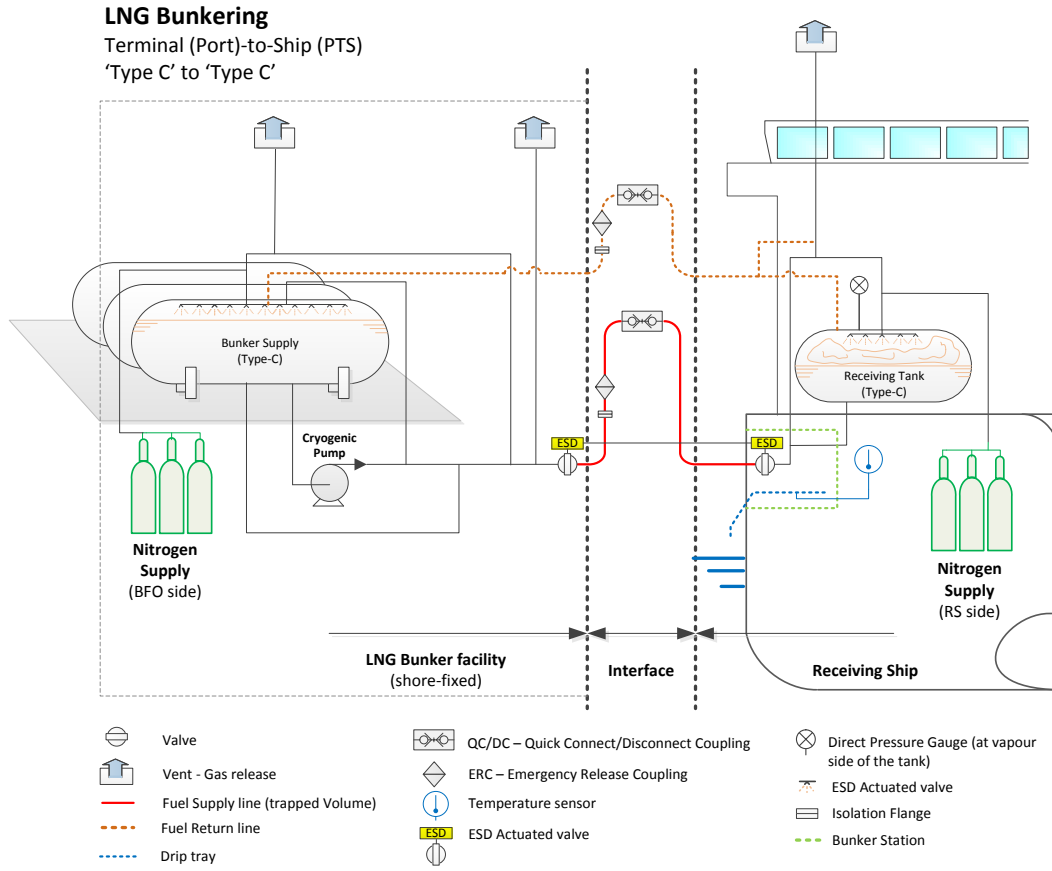 LNG Bunkering
Terminal (Port)-to-Ship (PTS)
‘Type C’ to ‘Type C’
Bunker Supply
(Type-C)
Receiving Tank
(Type-C)
Cryogenic
Pump
ESD
ESD
Nitrogen
Supply
(BFO side)
Nitrogen
Supply
(RS side)
LNG Bunker facility
(shore-fixed)
Interface
Receiving Ship
Valve
Vent - Gas release
Fuel Supply line (trapped Volume)
Fuel Return line
Drip tray
QC/DC – Quick Connect/Disconnect Coupling
ERC – Emergency Release Coupling
Temperature sensor
ESD
ESD Actuated valve
Direct Pressure Gauge (at vapour
side of the tank)
ESD Actuated valve
Isolation Flange
Bunker Station